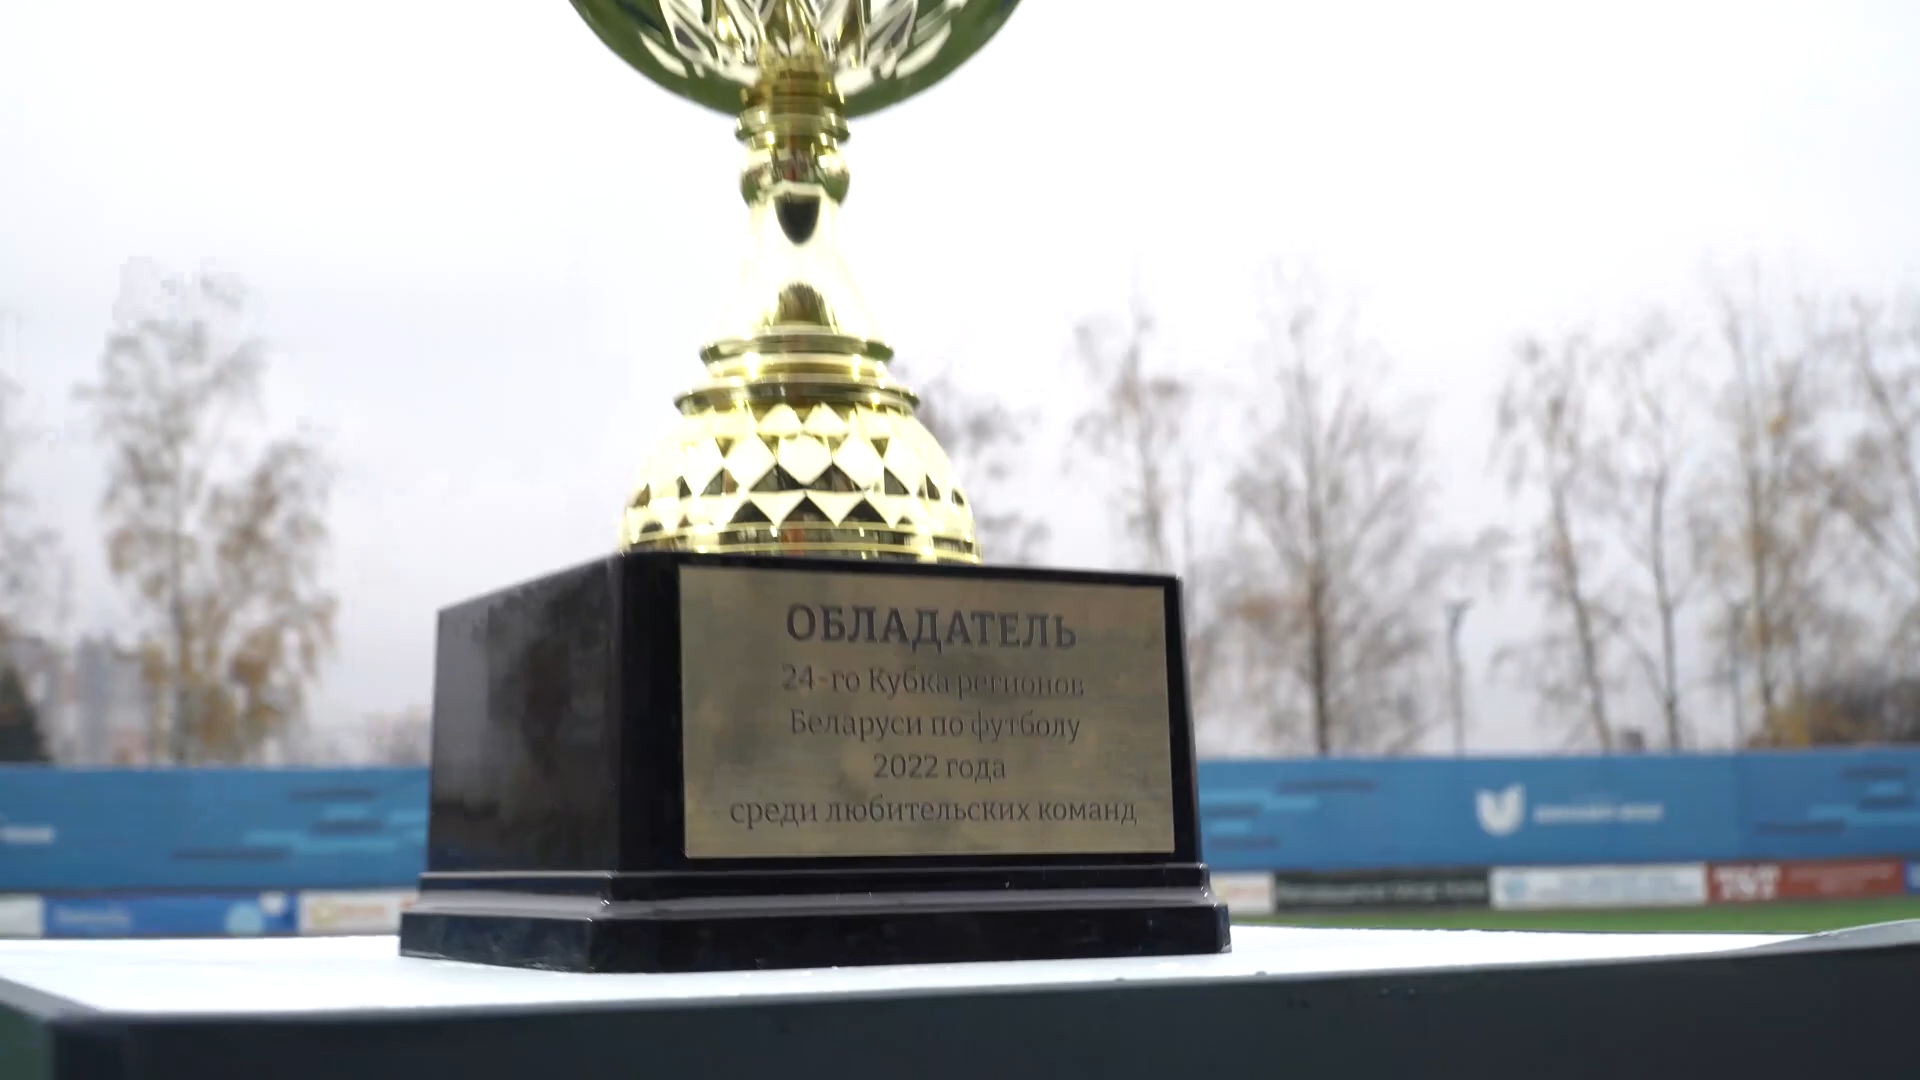 ОБЛАДАТЕЛЬ
24-го Кубка регионов
Беларуси по футболу
2022 года
среди любительских команд